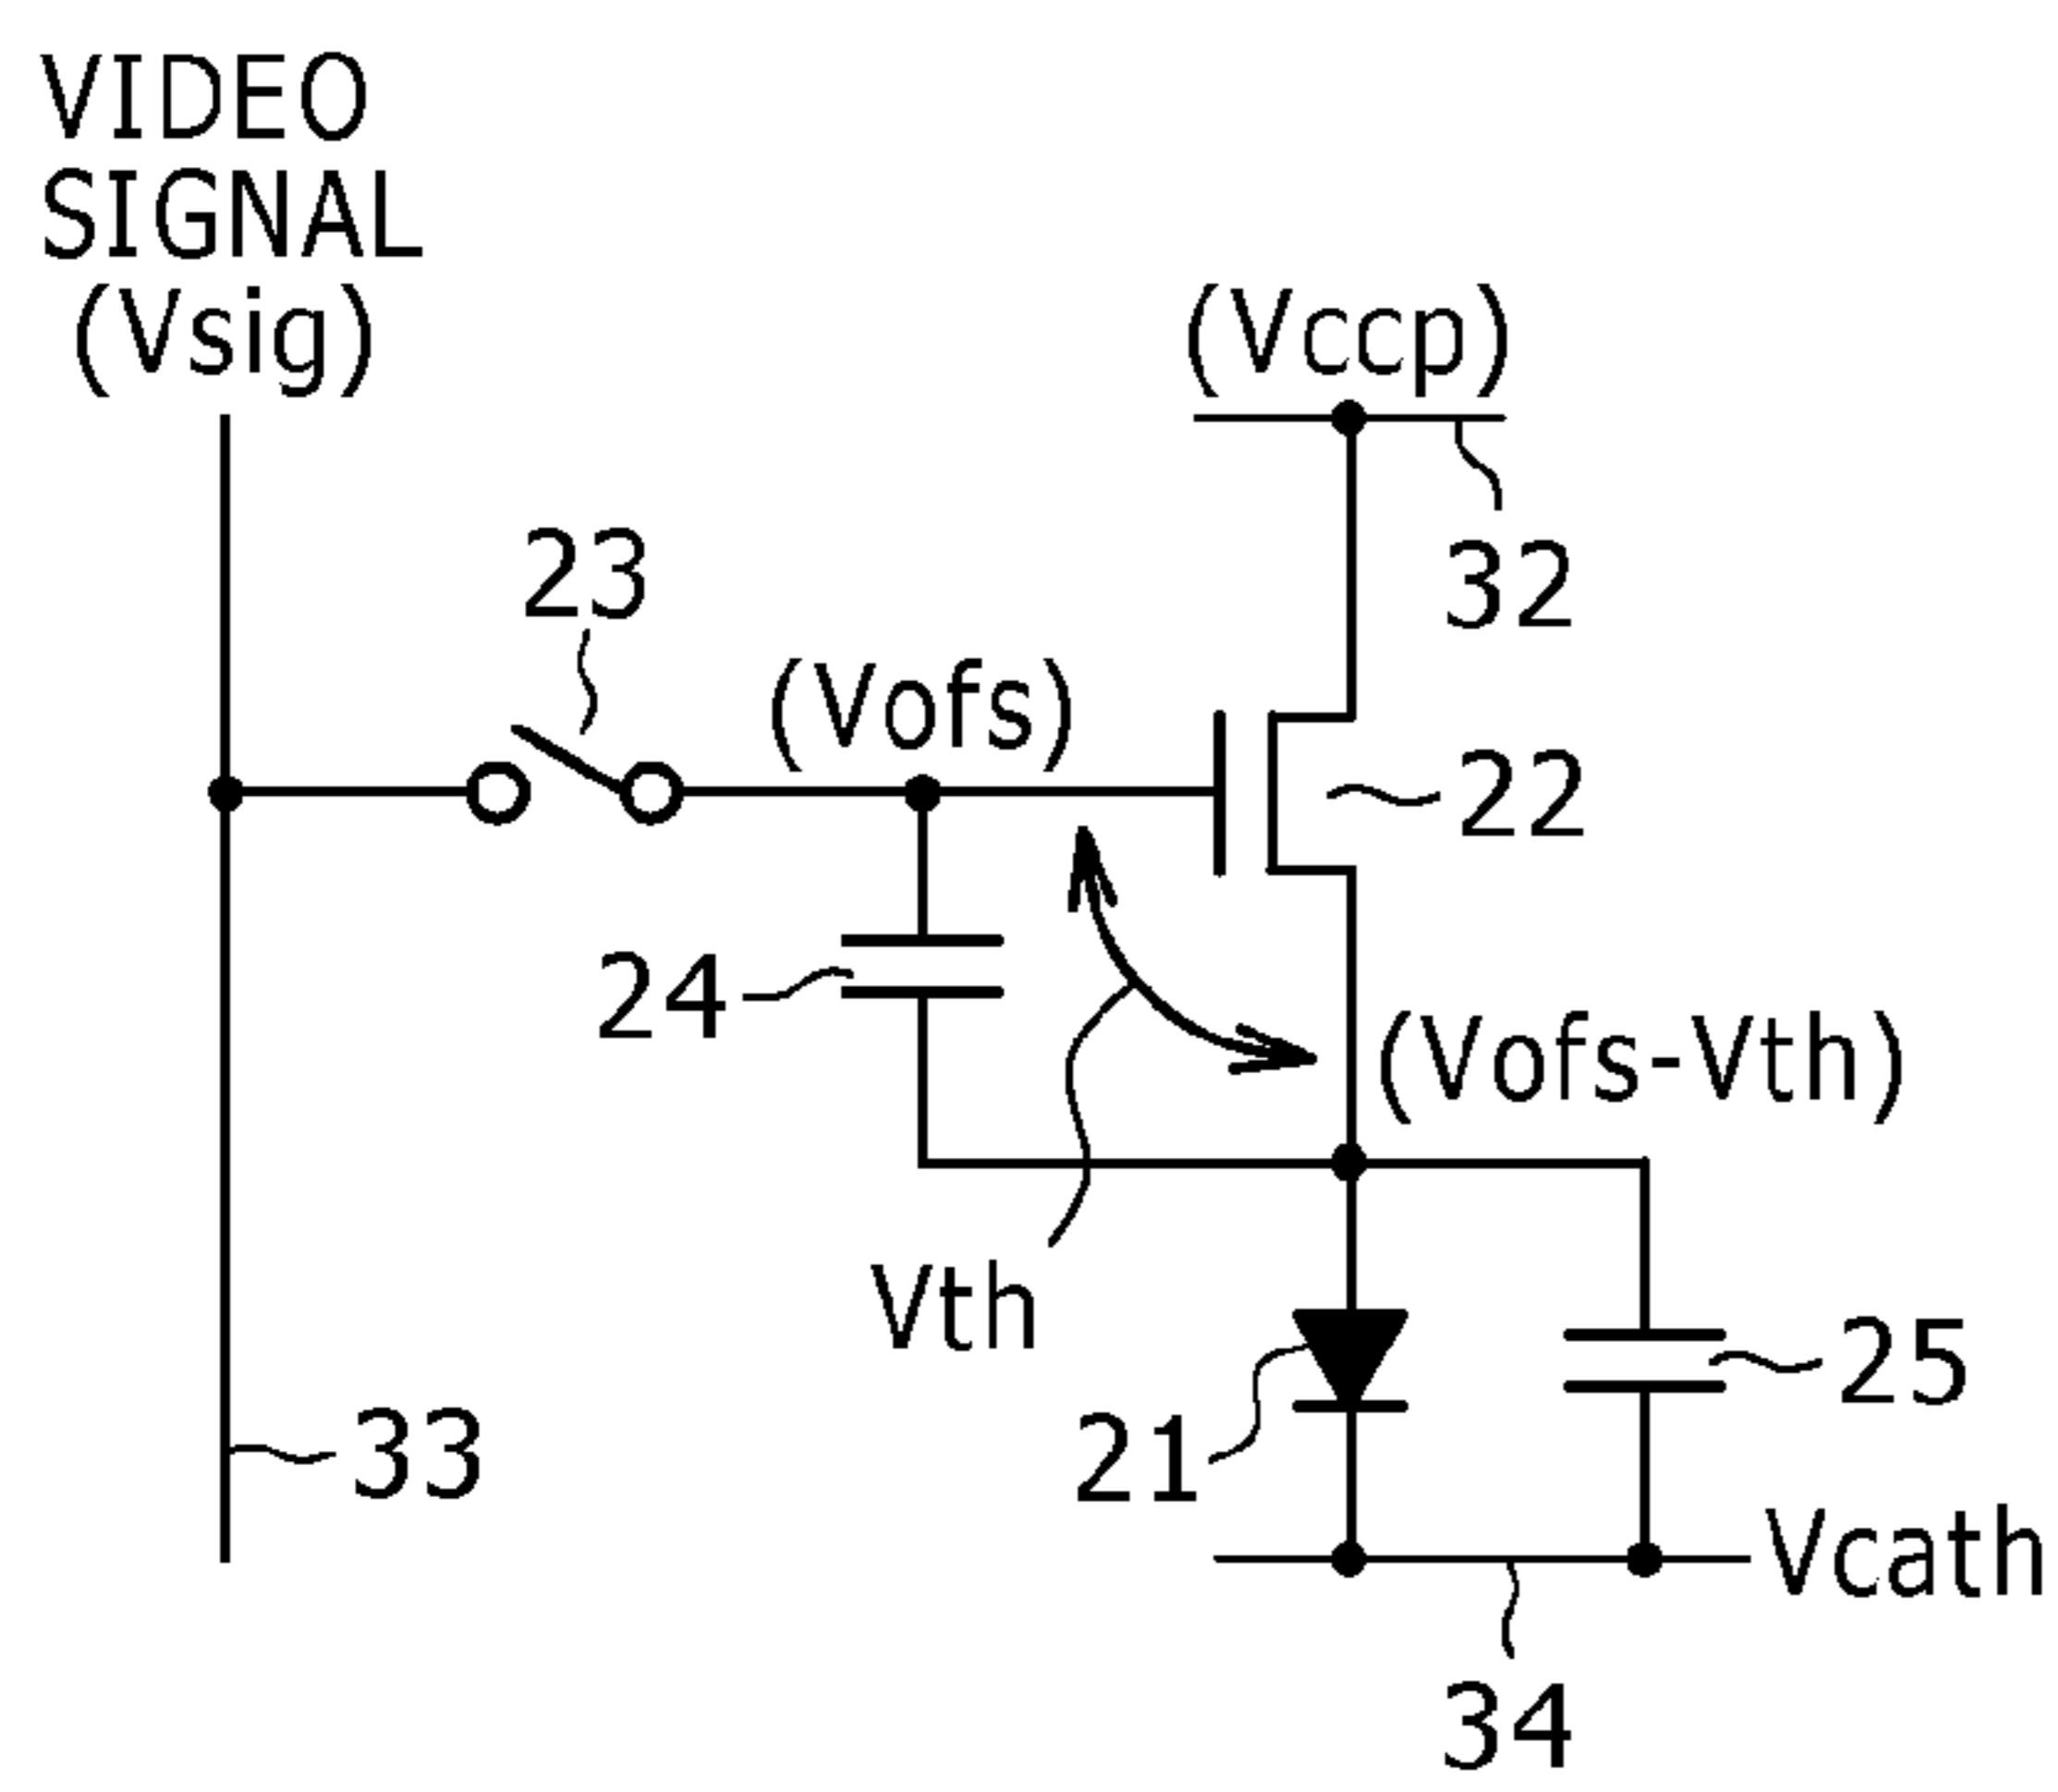 VIDEO
SIGNAL
(Vsig)
(Vccp)
32
23
(Vofs)
22
24
(Vofs-Vth)
Vth
25
21
33
Vcath
34